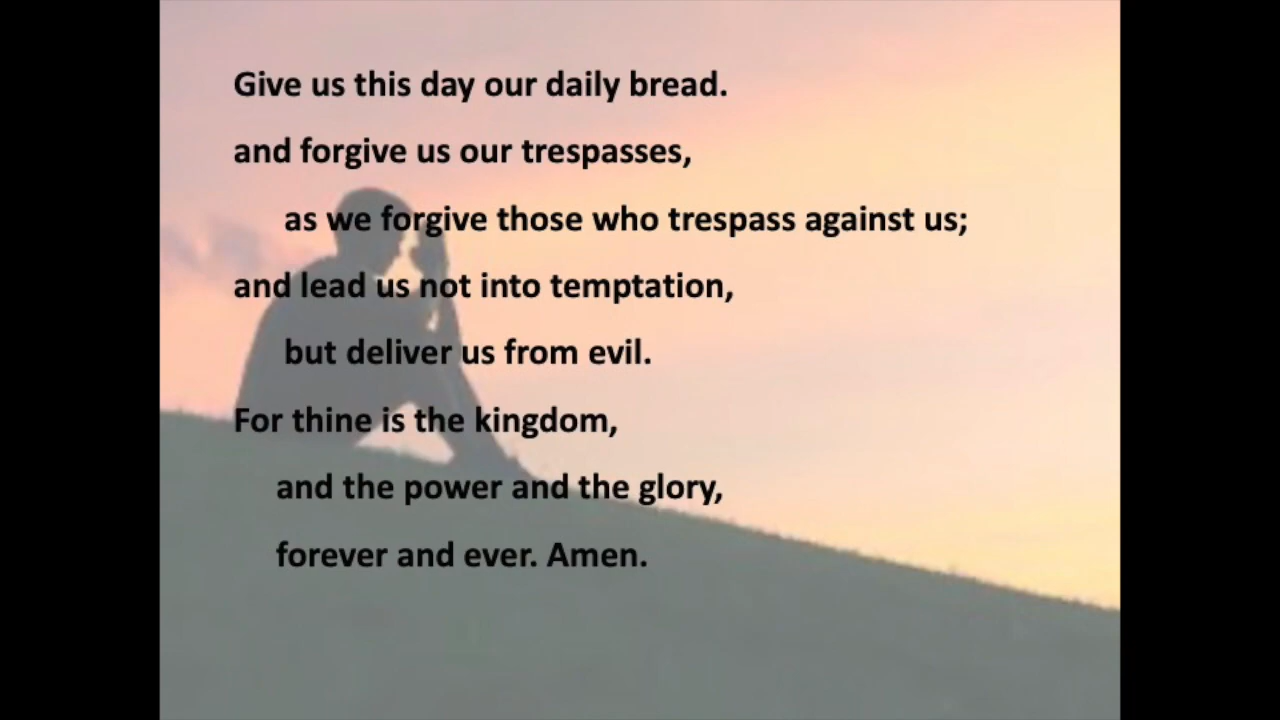 Give us this day our daily bread.
and forgive us our trespasses,
as we forgive those who trespass against us;
and lead us not into temptation,
but deliver us from evil.
For thine is the kingdom,
and the power and the glory,
forever and ever. Amen.